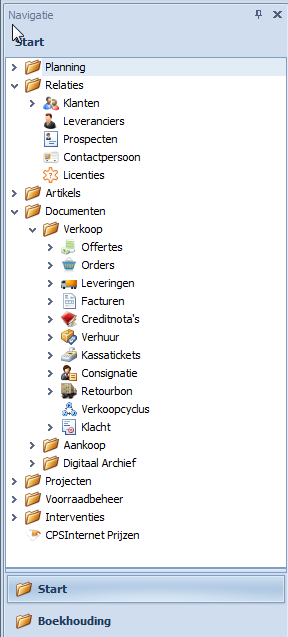 Navigatie
Start
Planning
Relaties
Klanten
Leveranciers
Prospecten
Contactpersoon
Licenties
Artikels
Documenten
Verkoop
Offertes
Orders
Leveringen
Facturen
Creditnota's
Verhuur
Kassatickets
Consignatie
Retourbon
Verkoopcyclus
Klacht
Aankoop
Digitaal Archief
Projecten
Voorraadbeheer
Interventies
CPSInternet Prijzen
Start
Boekhouding